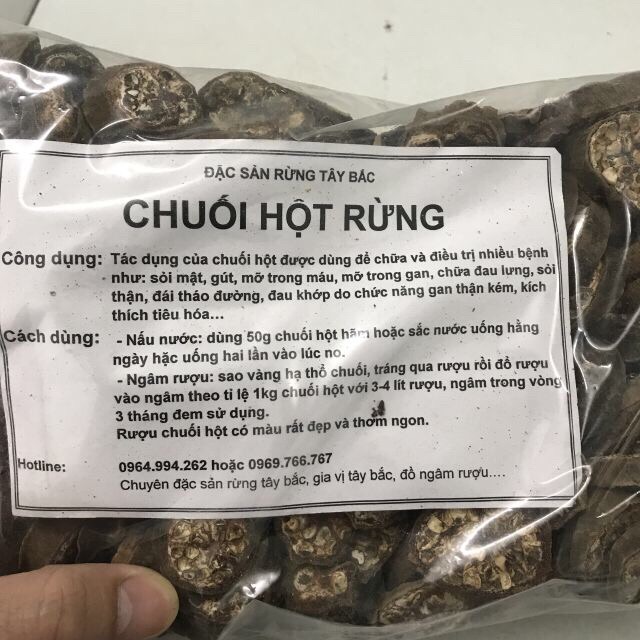 ĐẶC SẢN RỪNG TÂY BẮC
CHUỐI HỘT RỪNG
Công dụng: Tác dụng của chuối hột được dùng để chữa và điều trị nhiều bệnh
như: sỏi mật, gút, mỡ trong máu, mỡ trong gan, chữa đau lưng, sỏi
thận, đái tháo đường, đau khớp do chức năng gan thận kém, kích
thích tiêu hóa...
Cách dùng: - Nấu nước: dùng 50g chuối hột hãm hoặc sắc nước uống hằng
ngày hặc uống hai lần vào lúc no.
- Ngâm rượu: sao vàng hạ thổ chuối, tráng qua rượu rồi đổ rượu
vào ngâm theo tỉ lệ 1kg chuối hột với 3-4 lít rượu, ngâm trong vòng
3 tháng đem sử dụng.
Rượu chuối hột có màu rất đẹp và thơm ngon.
Hotline: 0964.994.262 hoặc 0969.766.767
Chuyên đặc sản rừng tây bắc, gia vị tây bắc, đồ ngâm rượu....